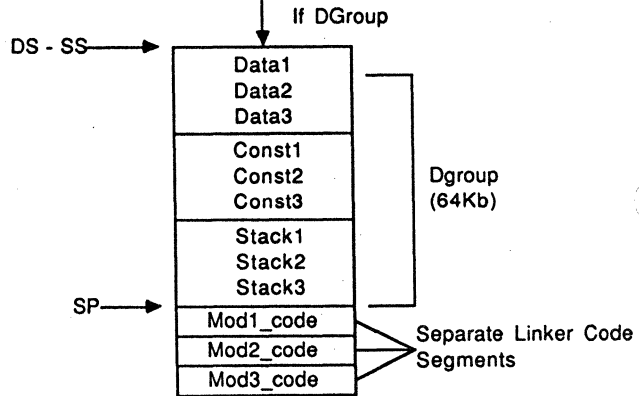 If DGroup
DS - SS
Data1
Data2
Data3
Const1
Const2
Const3
Dgroup
(64Kb)
Stack1
Stack2
Stack3
SP
Mod1_code
Mod2_code
Mod3_code
Separate Linker Code
Segments